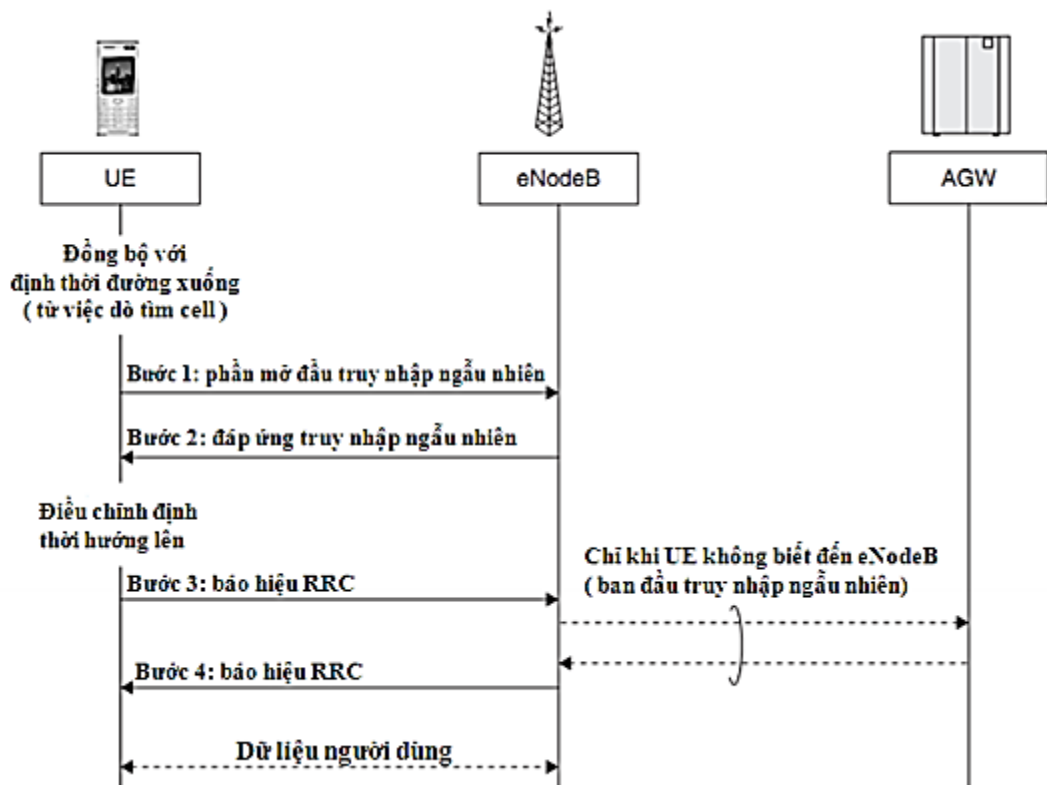 UE
eNodeB
AGW
Đồng bộ với
định thời đường xuống
( từ việc dò tìm cell )
Bước 1: phần mở đầu truy nhập ngẫu nhiên
Bước 2: đáp ứng truy nhập ngẫu nhiên
Điều chỉnh định
thời hướng lên
Chỉ khi UE không biết đến eNodeB
( ban đầu truy nhập ngẫu nhiên)
Bước 3: báo hiệu RRC
Bước 4: báo hiệu RRC
Dữ liệu người dùng